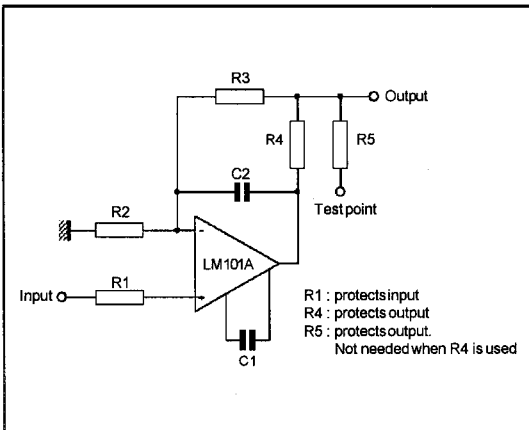 R3
Output
R4
R5
C2
Test point
R2
-
LM101A
Input
R1
+
C1
R1 : protects input
R4 : protects output
R5 : protects output.
Not needed when R4 is used